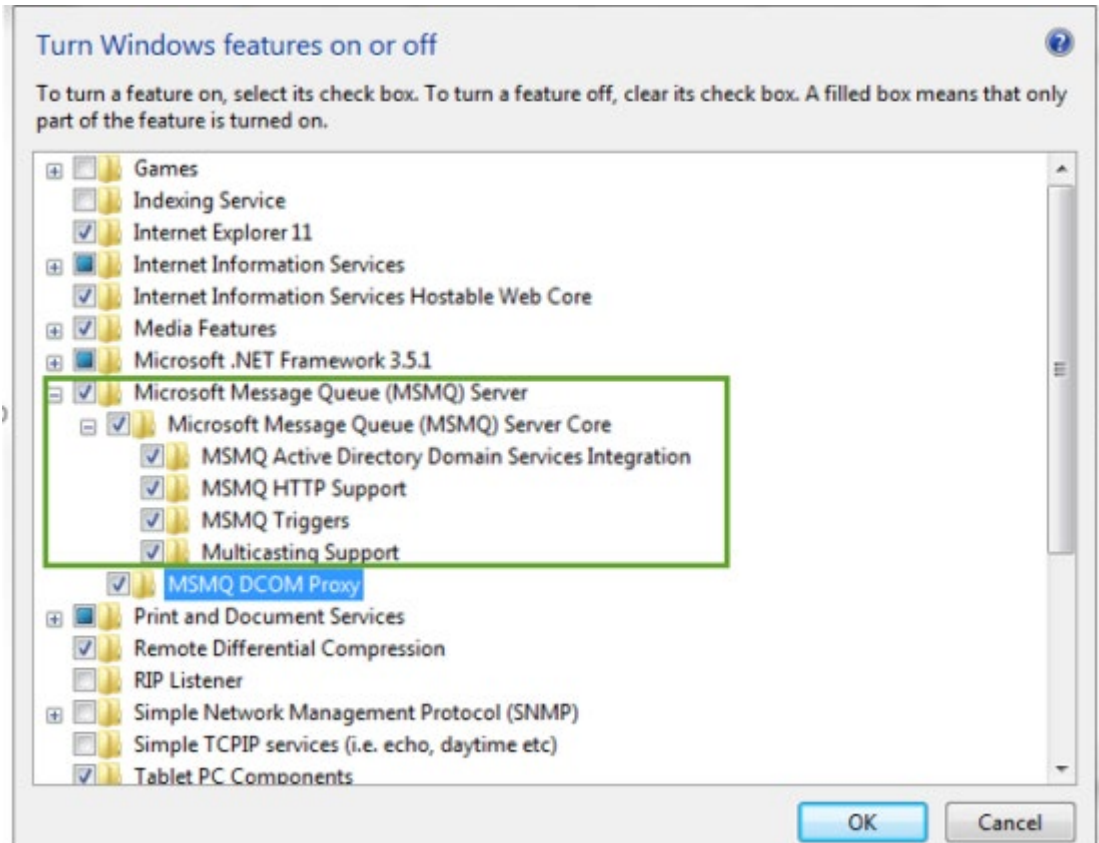 Turn Windows features on or off
To turn a feature on, select its check box. To turn a feature off, clear its check box. A filled box means that only
part of the feature is turned on.
Games
Indexing Service
Internet Explorer 11
Internet Information Services
Internet Information Services Hostable Web Core
Media Features
Microsoft .NET Framework 3.5.1
Microsoft Message Queue (MSMQ) Server
Microsoft Message Queue (MSMQ) Server Core
MSMQ Active Directory Domain Services Integration
MSMQ HTTP Support
MSMQ Triggers
Multicasting Support
MSMQ DCOM Proxy
Print and Document Services
Remote Differential Compression
RIP Listener
Simple Network Management Protocol (SNMP)
Simple TCPIP services (i.e. echo, daytime etc)
Tablet PC Components
OK Cancel